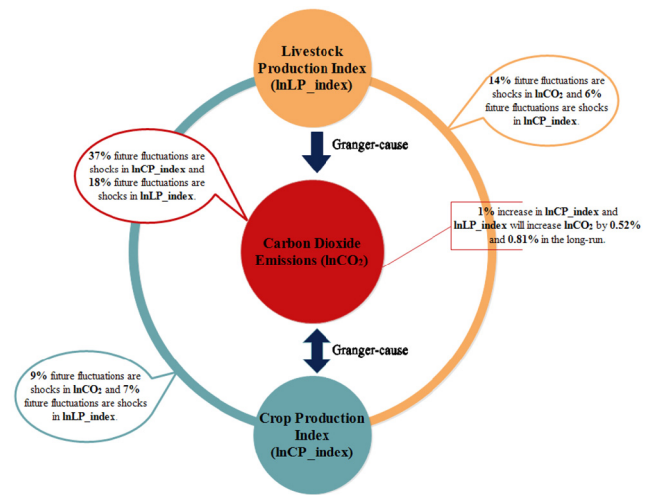 Livestock
Production Index
(lnLP_index)
14% future fluctuations are
shocks in lnCO₂ and 6%
future fluctuations are shocks
in lnCP_index.
Granger-cause
37% future fluctuations are
shocks in lnCP_index and
18% future fluctuations are
shocks in lnLP_index.
1% increase in lnCP_index and
lnLP_index will increase lnCO₂ by 0.52%
and 0.81% in the long-run.
Carbon Dioxide
Emissions (lnCO₂)
Granger-cause
9% future fluctuations are
shocks in lnCO₂ and 7%
future fluctuations are shocks
in lnLP_index.
Crop Production
Index
(lnCP_index)